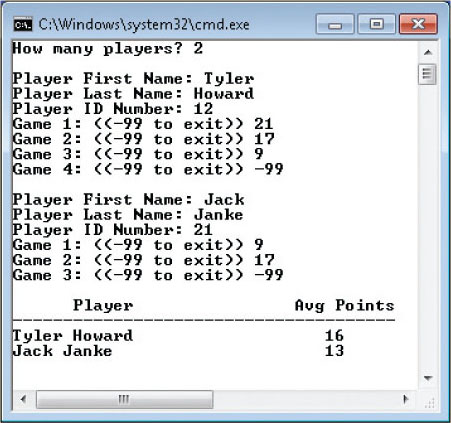 C:\Windows\system32\cmd.exe
How many players? 2
Player First Name: Tyler
Player Last Name: Howard
Player ID Number: 12
Game 1: ((-99 to exit)) 21
Game 2: ((-99 to exit)) 17
Game 3: ((-99 to exit)) 9
Game 4: ((-99 to exit)) -99
Player First Name: Jack
Player Last Name: Janke
Player ID Number: 21
Game 1: ((-99 to exit)) 9
Game 2: ((-99 to exit)) 17
Game 3: ((-99 to exit)) -99
Player Avg Points
----------------------------------------
Tyler Howard 16
Jack Janke 13